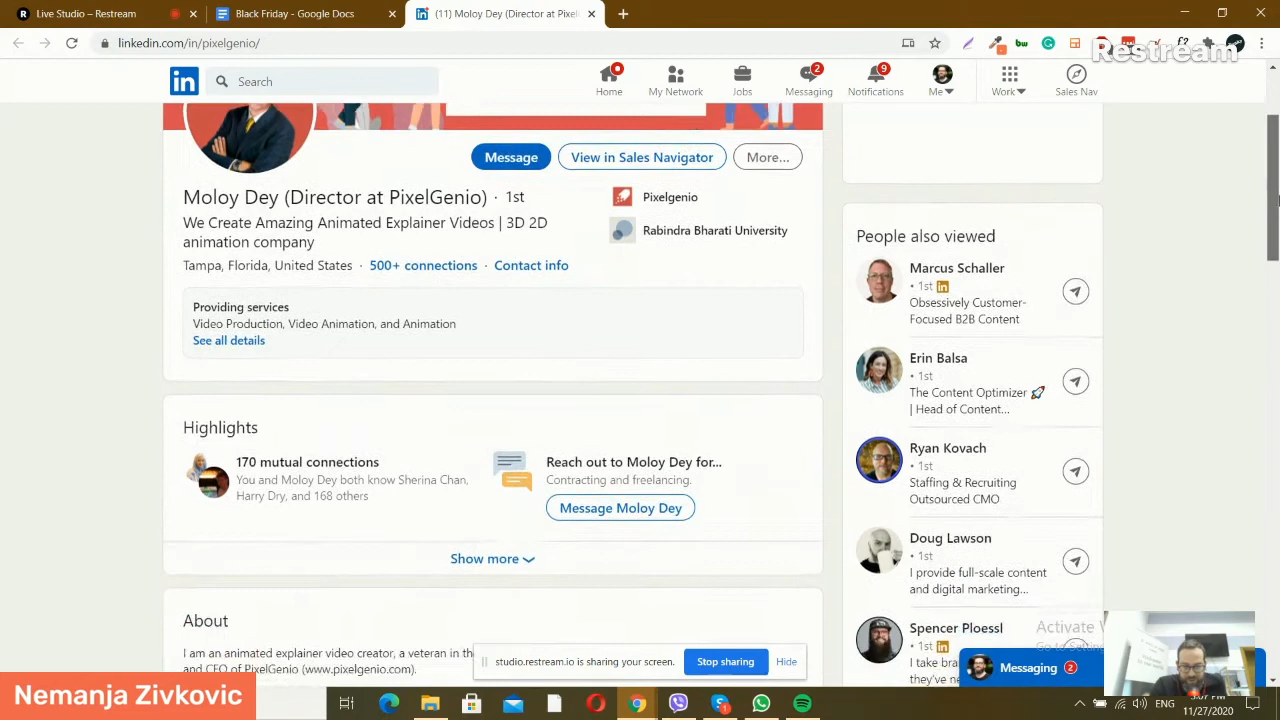 Live Studio – Restream
Black Friday - Google Docs
(11) Moloy Dey (Director at Pixel
linkedin.com/in/pixelgenio/
Restream
Search
Home
My Network
Jobs
2
Messaging
9
Notifications
Me
Work
Sales Nav
Message
View in Sales Navigator
More...
Moloy Dey (Director at PixelGenio) · 1st
We Create Amazing Animated Explainer Videos | 3D 2D
animation company
Tampa, Florida, United States · 500+ connections · Contact info
Pixelgenio
Rabindra Bharati University
Providing services
Video Production, Video Animation, and Animation
See all details
Highlights
170 mutual connections
You and Moloy Dey both know Sherina Chan,
Harry Dry, and 168 others
Reach out to Moloy Dey for...
Contracting and freelancing.
Message Moloy Dey
Show more
About
I am an animated explainer video creator, a veteran in th
and CEO of PixelGenio (www.pixelgenio.com).
People also viewed
Marcus Schaller
• 1st
Obsessively Customer-
Focused B2B Content
Erin Balsa
• 1st
The Content Optimizer 🚀
| Head of Content...
Ryan Kovach
• 1st
Staffing & Recruiting
Outsourced CMO
Doug Lawson
• 1st
I provide full-scale content
and digital marketing...
Spencer Ploessl
• 1st
I take
they've
Activate
Go to
Messaging 2
studio.restream.io is sharing your screen.
Stop sharing
Hide
Nemanja Zivkovic
ENG
11/27/2020